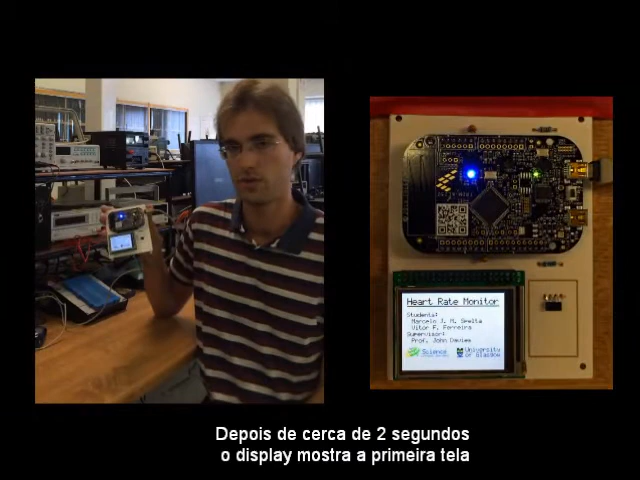 Heart Rate Monitor
Students:
Marcelo J. M. Spelta
Vitor F. Ferreira
Supervisor:
Prof. John Davies
Science
University
of Glasgow
Depois de cerca de 2 segundos
o display mostra a primeira tela